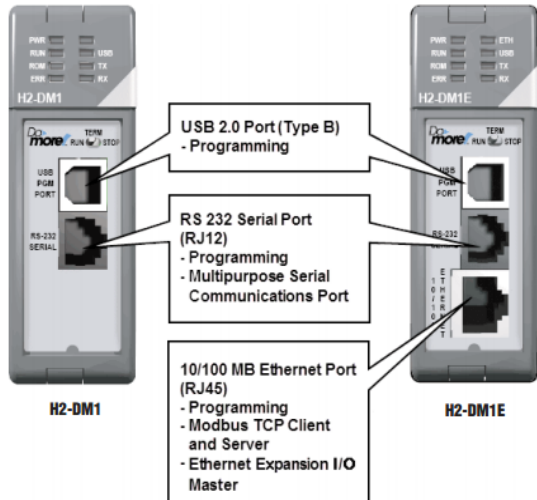 PWR
RUN USB
ROM TX
ERR RX
H2-DM1
Do-more! TERM
RUN STOP
USB
PGM
PORT
RS-232
SERIAL
H2-DM1
USB 2.0 Port (Type B)
- Programming
RS 232 Serial Port
(RJ12)
- Programming
- Multipurpose Serial
Communications Port
10/100 MB Ethernet Port
(RJ45)
- Programming
- Modbus TCP Client
and Server
- Ethernet Expansion I/O
Master
PWR ETH
RUN USB
ROM TX
ERR RX
H2-DM1E
Do-more! TERM
RUN STOP
USB
PGM
PORT
RS-232
ETHERNET
H2-DM1E